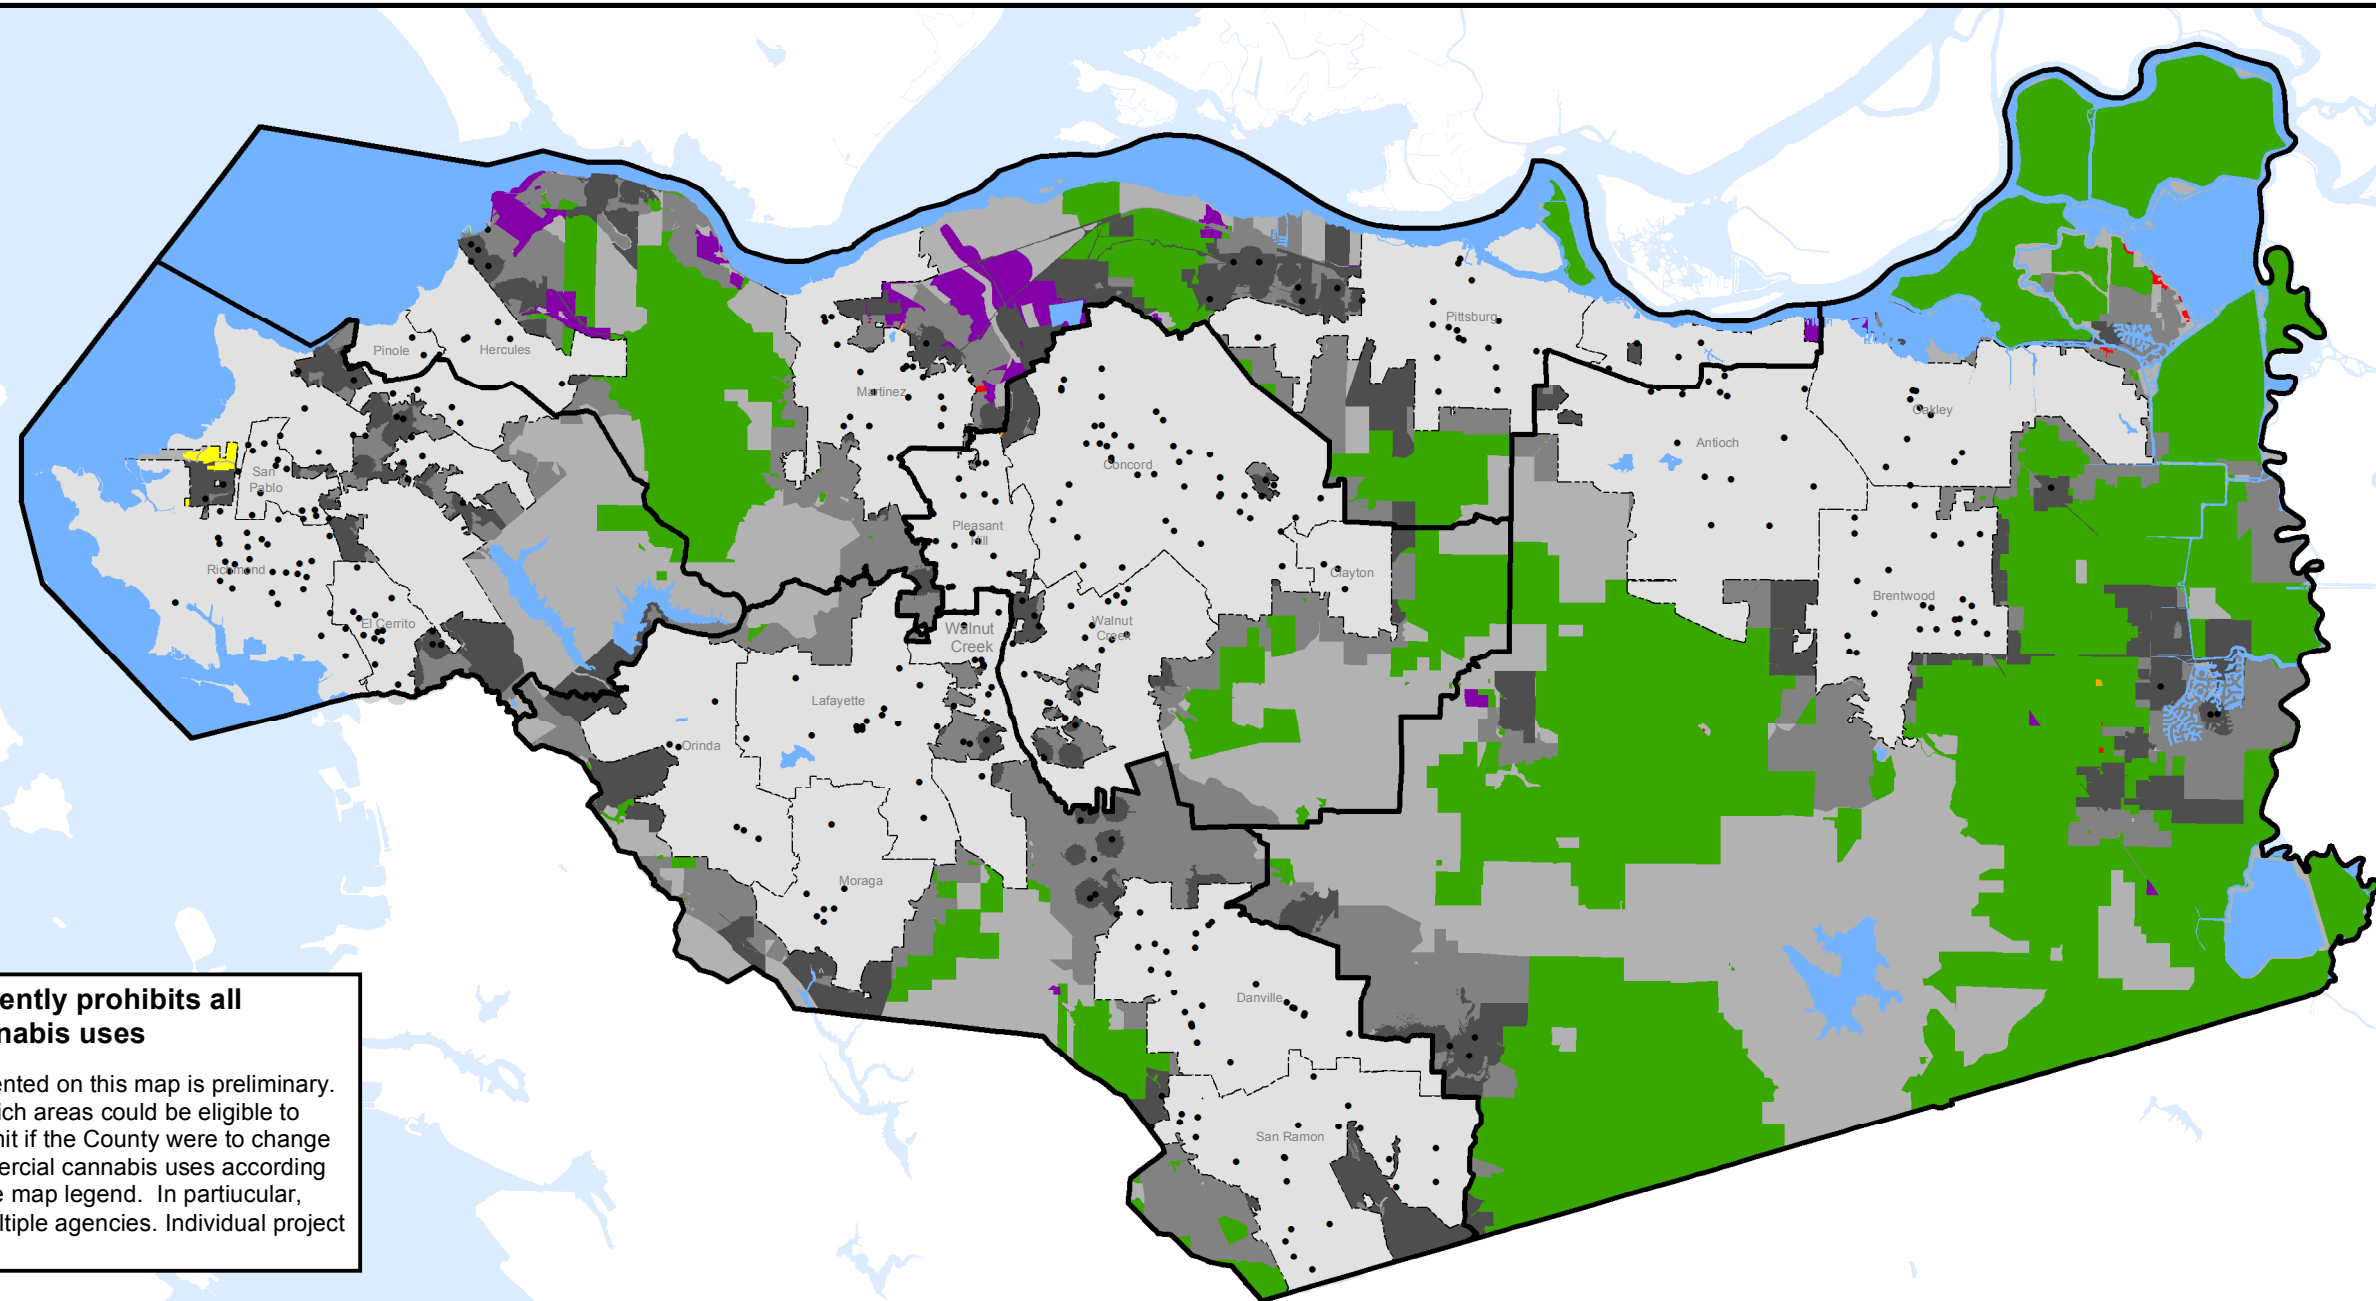 Pittsburg
Pinole
Hercules
Martinez
Oakley
Antioch
Concord
San
Pablo
Pleasant
Hill
Richmond
Clayton
Brentwood
El Cerrito
Walnut
Creek
Walnut
Creek
Lafayette
Orinda
Moraga
Danville
San Ramon
ently prohibits all
nabis uses
ented on this map is preliminary.
ich areas could be eligible to
mit if the County were to change
ercial cannabis uses according
e map legend.  In partiucular,
ltiple agencies. Individual project